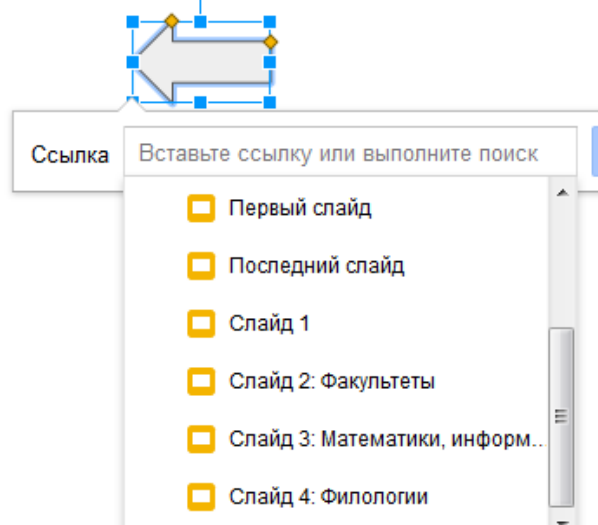 Ссылка
Вставьте ссылку или выполните поиск
Первый слайд
Последний слайд
Слайд 1
Слайд 2: Факультеты
Слайд 3: Математики, информ...
Слайд 4: Филологии